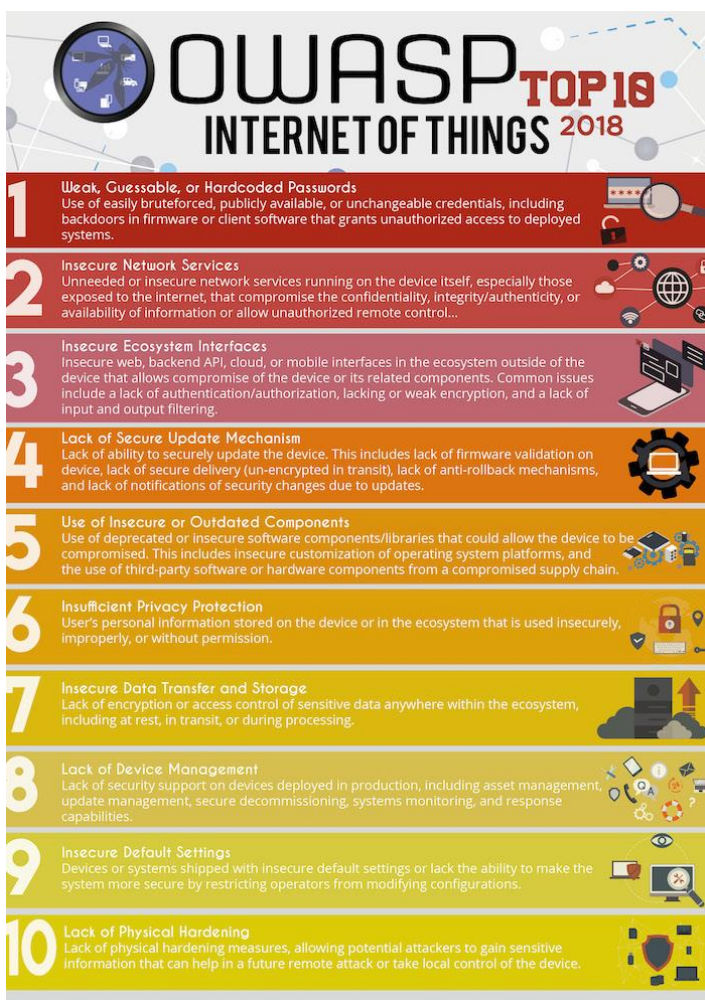 OWASP TOP 10
INTERNET OF THINGS 2018
1
Weak, Guessable, or Hardcoded Passwords
Use of easily bruteforced, publicly available, or unchangeable credentials, including
backdoors in firmware or client software that grants unauthorized access to deployed
systems.
****
2
Insecure Network Services
Unneeded or insecure network services running on the device itself, especially those
exposed to the internet, that compromise the confidentiality, integrity/authenticity, or
availability of information or allow unauthorized remote control...
3
Insecure Ecosystem Interfaces
Insecure web, backend API, cloud, or mobile interfaces in the ecosystem outside of the
device that allows compromise of the device or its related components. Common issues
include a lack of authentication/authorization, lacking or weak encryption, and a lack of
input and output filtering.
4
Lack of Secure Update Mechanism
Lack of ability to securely update the device. This includes lack of firmware validation on
device, lack of secure delivery (un-encrypted in transit), lack of anti-rollback mechanisms,
and lack of notifications of security changes due to updates.
5
Use of Insecure or Outdated Components
Use of deprecated or insecure software components/libraries that could allow the device to be
compromised. This includes insecure customization of operating system platforms, and
the use of third-party software or hardware components from a compromised supply chain.
6
Insufficient Privacy Protection
User's personal information stored on the device or in the ecosystem that is used insecurely,
improperly, or without permission.
7
Insecure Data Transfer and Storage
Lack of encryption or access control of sensitive data anywhere within the ecosystem,
including at rest, in transit, or during processing.
8
Lack of Device Management
Lack of security support on devices deployed in production, including asset management,
update management, secure decommissioning, systems monitoring, and response
capabilities.
QA
?
9
Insecure Default Settings
Devices or systems shipped with insecure default settings or lack the ability to make the
system more secure by restricting operators from modifying configurations.
10
Lack of Physical Hardening
Lack of physical hardening measures, allowing potential attackers to gain sensitive
information that can help in a future remote attack or take local control of the device.